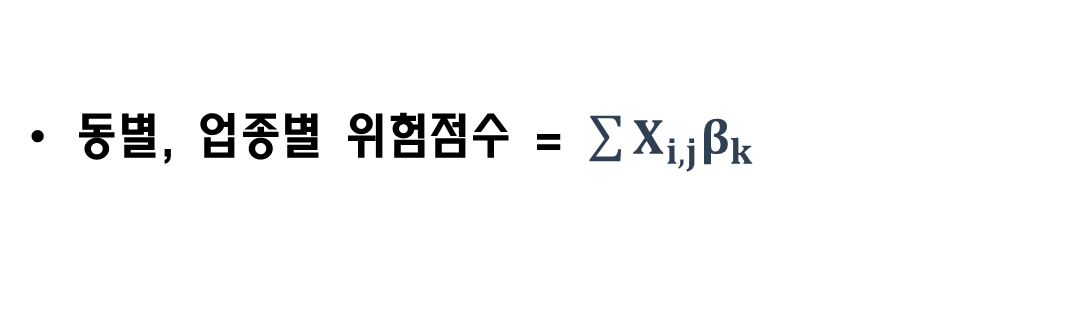 • 동별, 업종별 위험점수 = ∑ X_{i,j}β_k